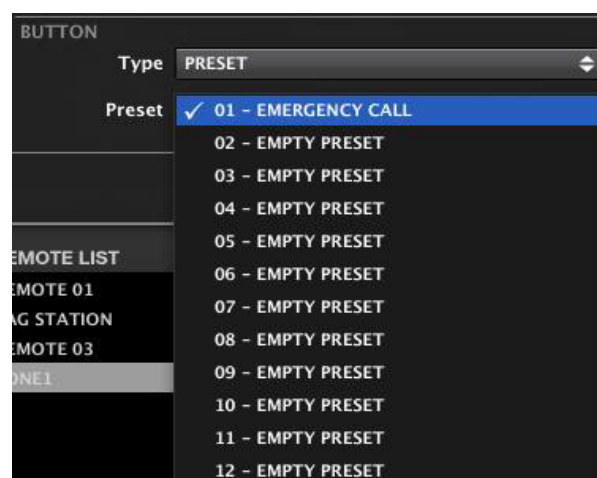 BUTTON
Type PRESET
Preset ✓ 01 - EMERGENCY CALL
02 - EMPTY PRESET
03 - EMPTY PRESET
04 - EMPTY PRESET
05 - EMPTY PRESET
06 - EMPTY PRESET
07 - EMPTY PRESET
08 - EMPTY PRESET
09 - EMPTY PRESET
10 - EMPTY PRESET
11 - EMPTY PRESET
12 - EMPTY PRESET
EMOTE LIST
EMOTE 01
AG STATION
EMOTE 03
ONE1